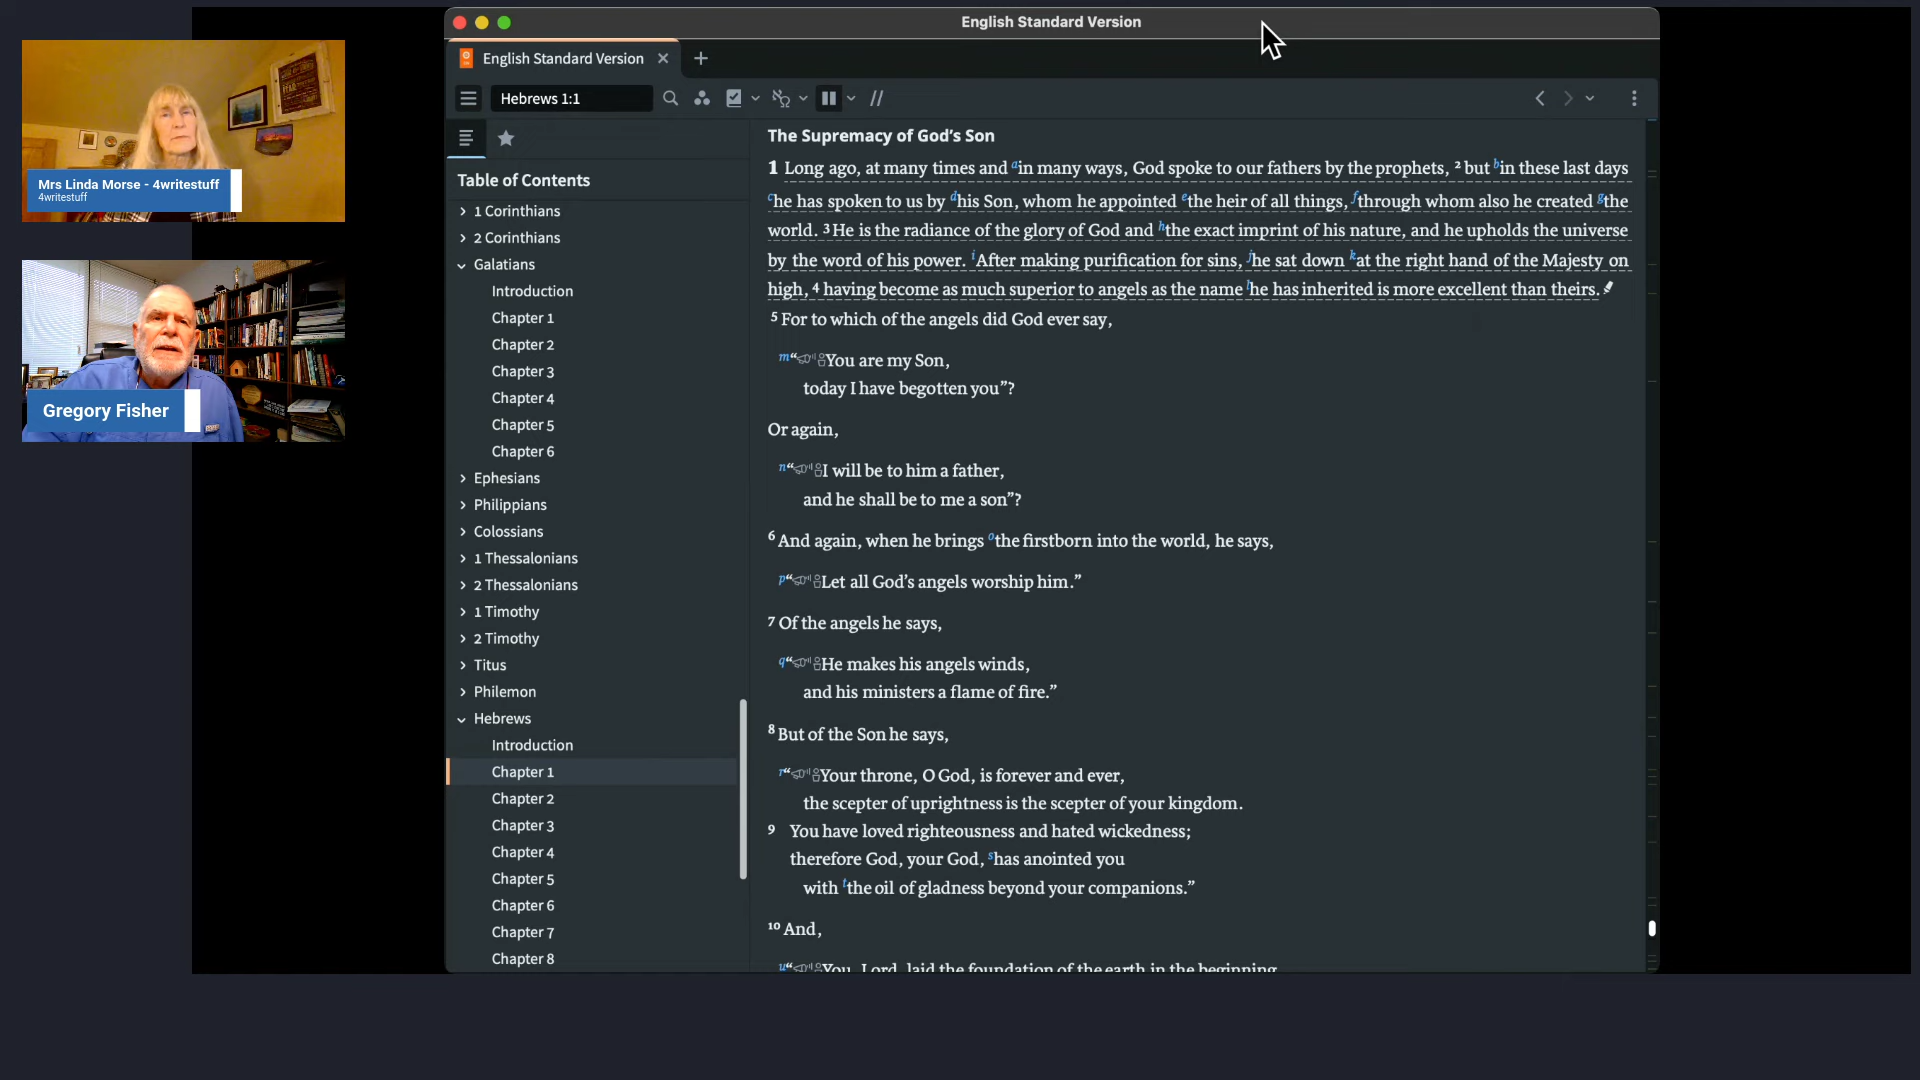 English Standard Version
English Standard Version
Hebrews 1:1
Table of Contents
1 Corinthians
2 Corinthians
Galatians
Introduction
Chapter 1
Chapter 2
Chapter 3
Chapter 4
Chapter 5
Chapter 6
Ephesians
Philippians
Colossians
1 Thessalonians
2 Thessalonians
1 Timothy
2 Timothy
Titus
Philemon
Hebrews
Introduction
Chapter 1
Chapter 2
Chapter 3
Chapter 4
Chapter 5
Chapter 6
Chapter 7
Chapter 8
The Supremacy of God’s Son
1 Long ago, at many times and a in many ways, God spoke to our fathers by the prophets, 2 but b in these last days
c he has spoken to us by d his Son, whom he appointed e the heir of all things, f through whom also he created g the
world. 3 He is the radiance of the glory of God and h the exact imprint of his nature, and he upholds the universe
by the word of his power. i After making purification for sins, j he sat down k at the right hand of the Majesty on
high, 4 having become as much superior to angels as the name l he has inherited is more excellent than theirs.
5 For to which of the angels did God ever say,
m “You are my Son,
today I have begotten you”?
Or again,
n “I will be to him a father,
and he shall be to me a son”?
6 And again, when he brings o the firstborn into the world, he says,
p “Let all God’s angels worship him.”
7 Of the angels he says,
q “He makes his angels winds,
and his ministers a flame of fire.”
8 But of the Son he says,
r “Your throne, O God, is forever and ever,
the scepter of uprightness is the scepter of your kingdom.
9 You have loved righteousness and hated wickedness;
therefore God, your God, s has anointed you
with t the oil of gladness beyond your companions.”
10 And,
u “You, Lord, laid the foundation of the earth in the beginning
Mrs Linda Morse - 4writestuff
4writestuff
Gregory Fisher